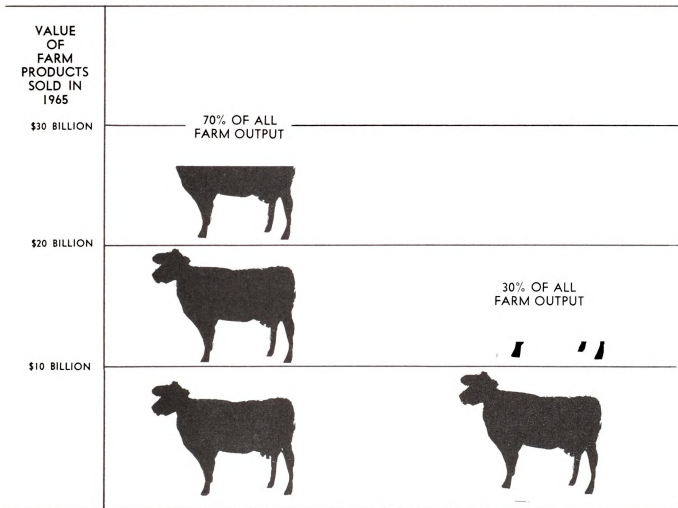 VALUE
OF
FARM
PRODUCTS
SOLD IN
1965
$30 BILLION
70% OF ALL
FARM OUTPUT
$20 BILLION
30% OF ALL
FARM OUTPUT
$10 BILLION